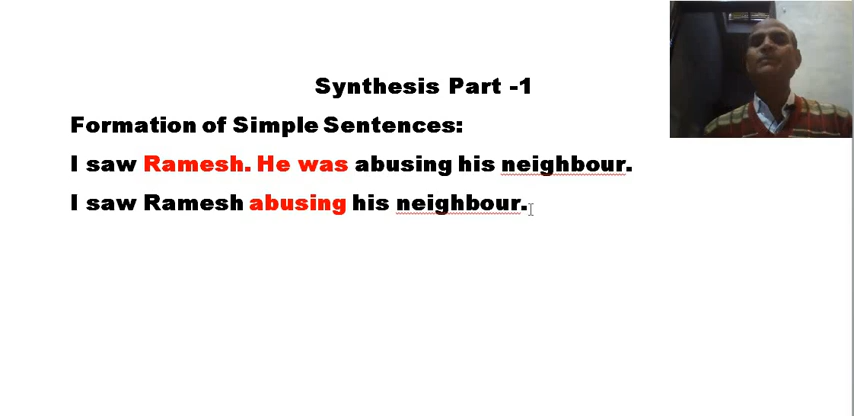 Synthesis Part -1
Formation of Simple Sentences:
I saw Ramesh. He was abusing his neighbour.
I saw Ramesh abusing his neighbour.